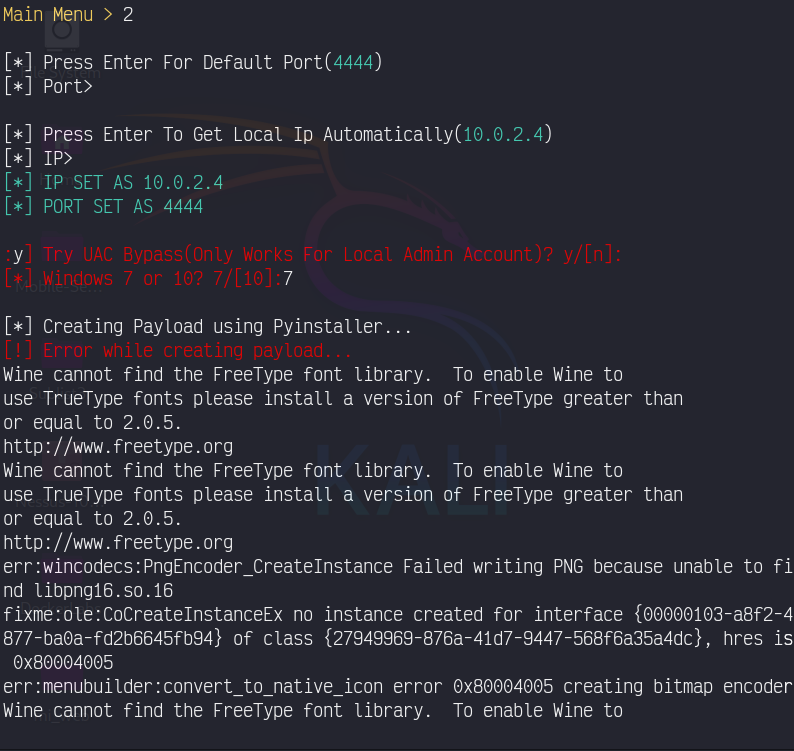 Main Menu > 2
[*] Press Enter For Default Port(4444)
[*] Port>
[*] Press Enter To Get Local Ip Automatically(10.0.2.4)
[*] IP>
[*] IP SET AS 10.0.2.4
[*] PORT SET AS 4444
:y] Try UAC Bypass(Only Works For Local Admin Account)? y/[n]:
[*] Windows 7 or 10? 7/[10]:7
[*] Creating Payload using Pyinstaller...
[!] Error while creating payload...
Wine cannot find the FreeType font library.  To enable Wine to
use TrueType fonts please install a version of FreeType greater than
or equal to 2.0.5.
http://www.freetype.org
Wine cannot find the FreeType font library.  To enable Wine to
use TrueType fonts please install a version of FreeType greater than
or equal to 2.0.5.
http://www.freetype.org
err:wincodecs:PngEncoder_CreateInstance Failed writing PNG because unable to fi
nd libpng16.so.16
fixme:ole:CoCreateInstanceEx no instance created for interface {00000103-a8f2-4
877-ba0a-fd2b6645fb94} of class {27949969-876a-41d7-9447-568f6a35a4dc}, hres is
 0x80004005
err:menubuilder:convert_to_native_icon error 0x80004005 creating bitmap encoder
Wine cannot find the FreeType font library.  To enable Wine to
KALI